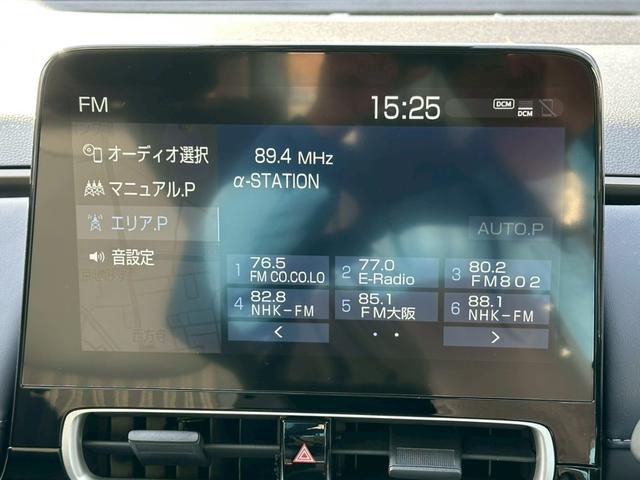 FM
15:25
DCM
DCM
オーディオ選択
マニュアル.P
エリア.P
音設定
89.4 MHz
α-STATION
AUTO.P
1 76.5 FM CO.CO.LO
2 77.0 E-Radio
3 80.2 FM802
4 82.8 NHK-FM
5 85.1 FM大阪
6 88.1 NHK-FM
<
>